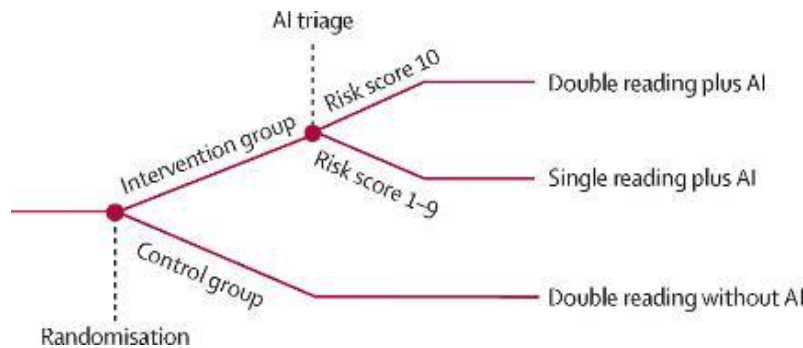 AI triage
Risk score 10
Double reading plus AI
Intervention group
Risk score 1–9
Single reading plus AI
Control group
Double reading without AI
Randomisation